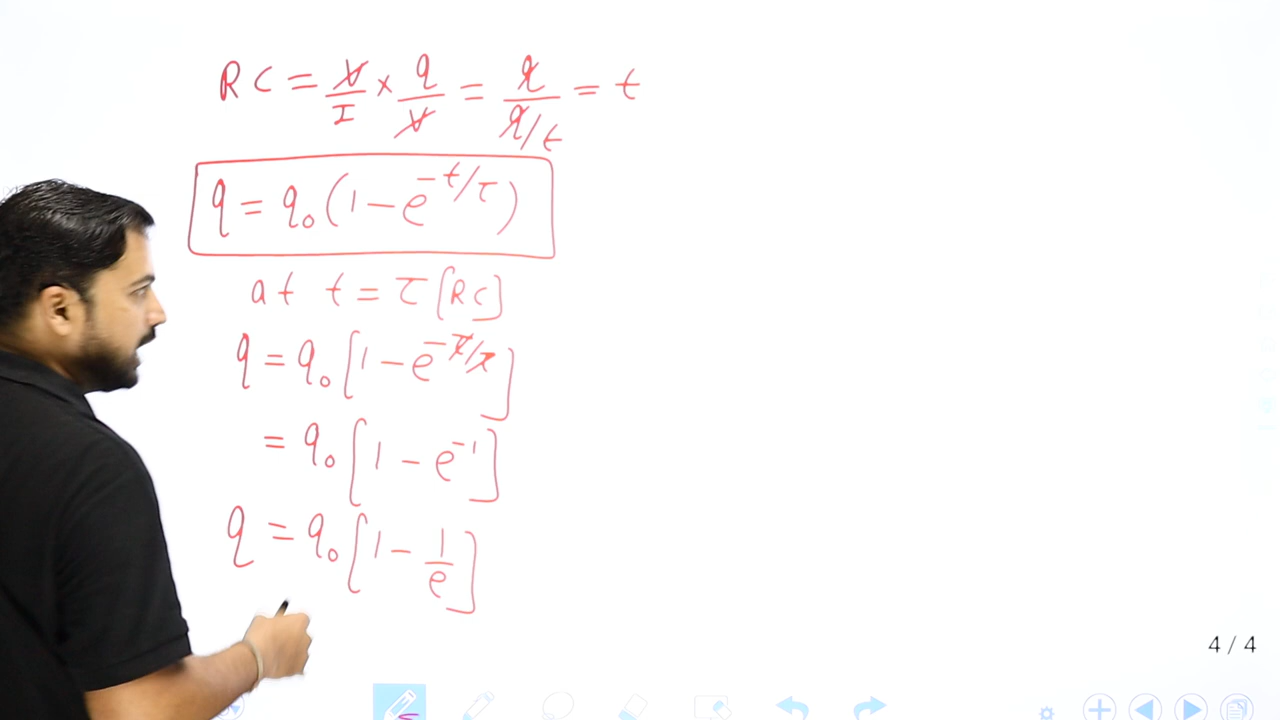 RC = V/I × q/V = q/(q/t) = t
q = q₀(1 - e^(-t/τ))
at t = τ [RC]
q = q₀[1 - e^(-τ/τ)]
= q₀[1 - e⁻¹]
q = q₀[1 - 1/e]
4 / 4